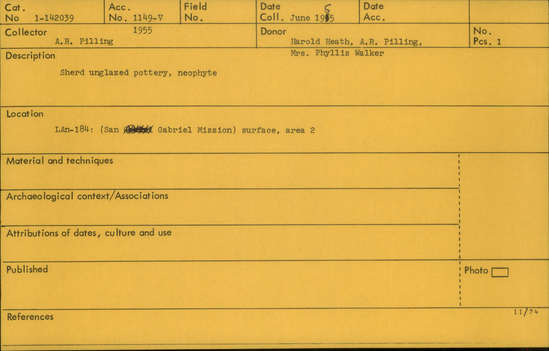 Cat. No 1-142039 Acc. No. 1149-V Field No. Date Coll. June 1955 Date Acc.
Collector 1955 Donor No. Pcs. 1
A.R. Pilling Harold Heath, A.R. Pilling,
Description Mrs. Phyllis Walker
Sherd unglazed pottery, neophyte
Location
LAn-184: (San Gabriel Mission) surface, area 2
Material and techniques
Archaeological context/Associations
Attributions of dates, culture and use
Published Photo
11/74
References